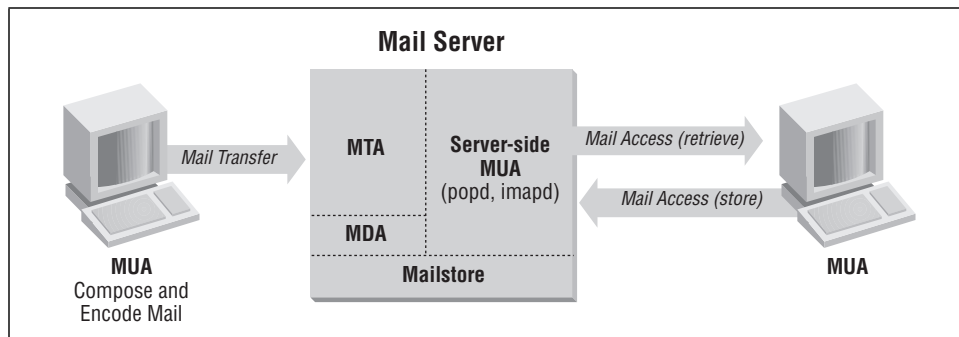 Mail Server
Mail Transfer
MTA
MDA
Server-side
MUA
(popd, imapd)
Mailstore
Mail Access (retrieve)
Mail Access (store)
MUA
Compose and
Encode Mail
MUA